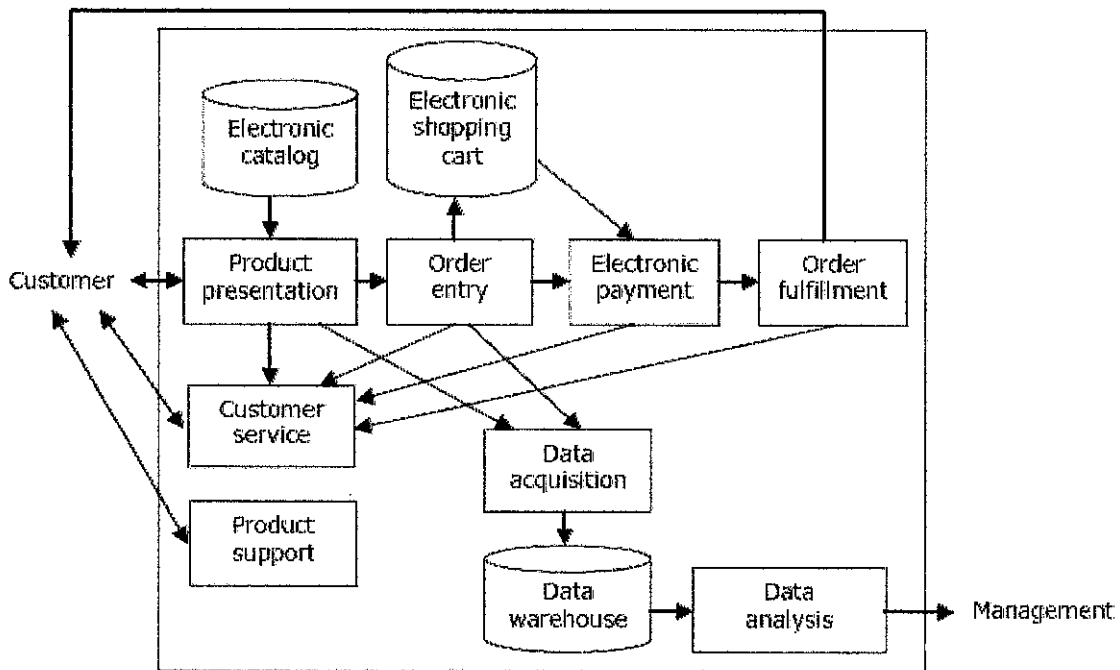 Electronic
catalog
Electronic
shopping
cart
Customer
Product
presentation
Order
entry
Electronic
payment
Order
fulfillment
Customer
service
Data
acquisition
Product
support
Data
warehouse
Data
analysis
Management